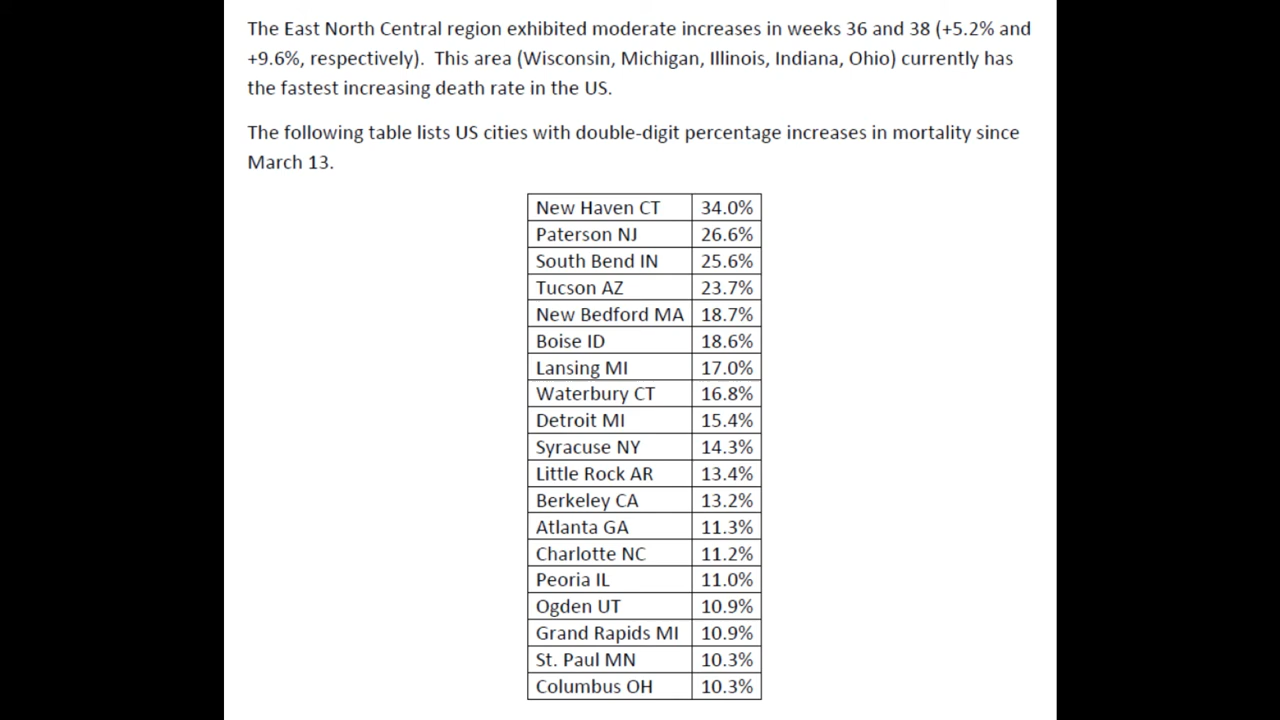 The East North Central region exhibited moderate increases in weeks 36 and 38 (+5.2% and
+9.6%, respectively).  This area (Wisconsin, Michigan, Illinois, Indiana, Ohio) currently has
the fastest increasing death rate in the US.
The following table lists US cities with double-digit percentage increases in mortality since
March 13.
New Haven CT 34.0%
Paterson NJ 26.6%
South Bend IN 25.6%
Tucson AZ 23.7%
New Bedford MA 18.7%
Boise ID 18.6%
Lansing MI 17.0%
Waterbury CT 16.8%
Detroit MI 15.4%
Syracuse NY 14.3%
Little Rock AR 13.4%
Berkeley CA 13.2%
Atlanta GA 11.3%
Charlotte NC 11.2%
Peoria IL 11.0%
Ogden UT 10.9%
Grand Rapids MI 10.9%
St. Paul MN 10.3%
Columbus OH 10.3%